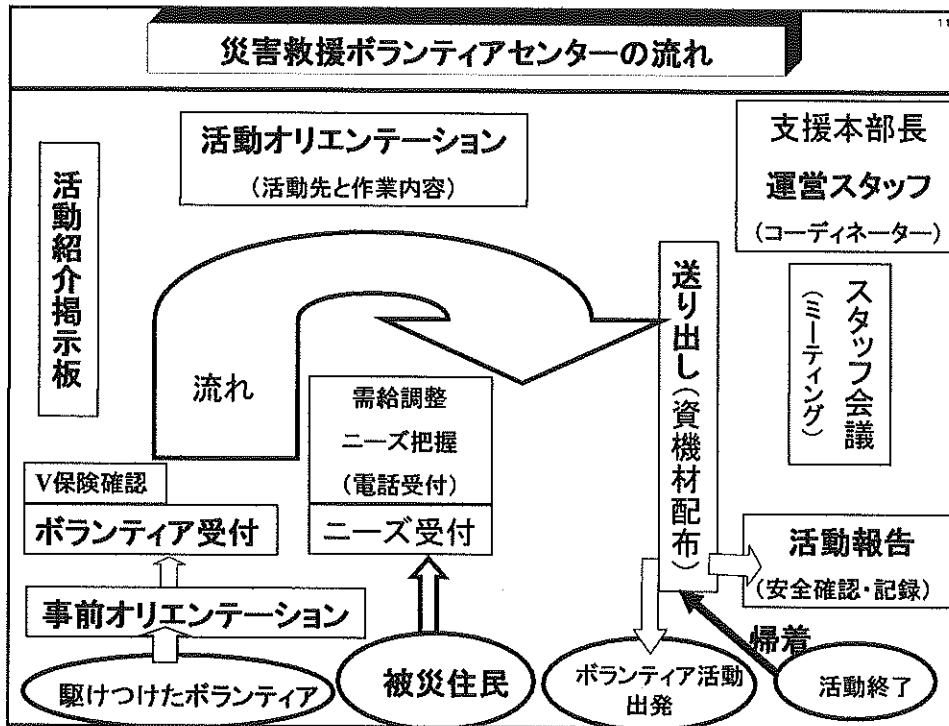 11
災害救援ボランティアセンターの流れ
活動オリエンテーション
(活動先と作業内容)
支援本部長
運営スタッフ
(コーディネーター)
活動紹介掲示板
流れ
送り出し(資機材配布)
スタッフ会議
(ミーティング)
需給調整
ニーズ把握
(電話受付)
ニーズ受付
V保険確認
ボランティア受付
事前オリエンテーション
駆けつけたボランティア
被災住民
ボランティア活動
出発
活動報告
(安全確認・記録)
帰着
活動終了